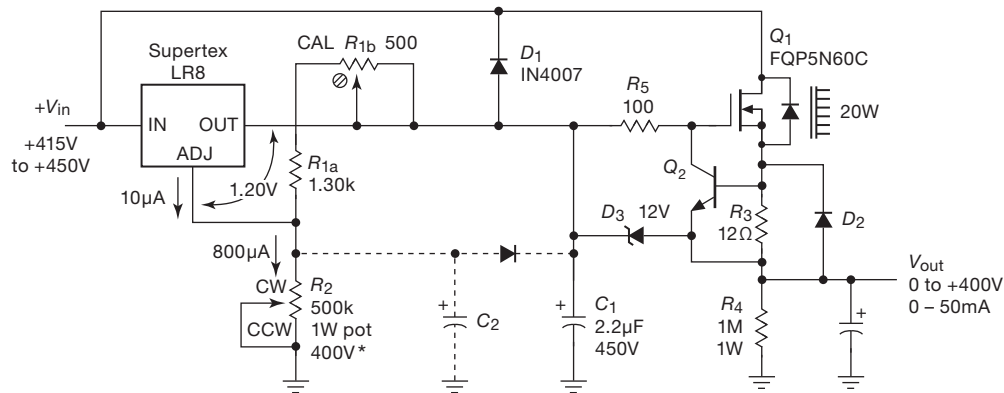 Supertex
LR8
CAL R1b 500
D1
IN4007
Q1
FQP5N60C
20W
+Vin
+415V
to +450V
IN OUT
ADJ
R5
100
10µA
1.20V
R1a
1.30k
Q2
D3 12V
R3
12Ω
D2
800µA
CW
CCW
R2
500k
1W pot
400V*
+
C2
+
C1
2.2µF
450V
R4
1M
1W
+
Vout
0 to +400V
0 – 50mA